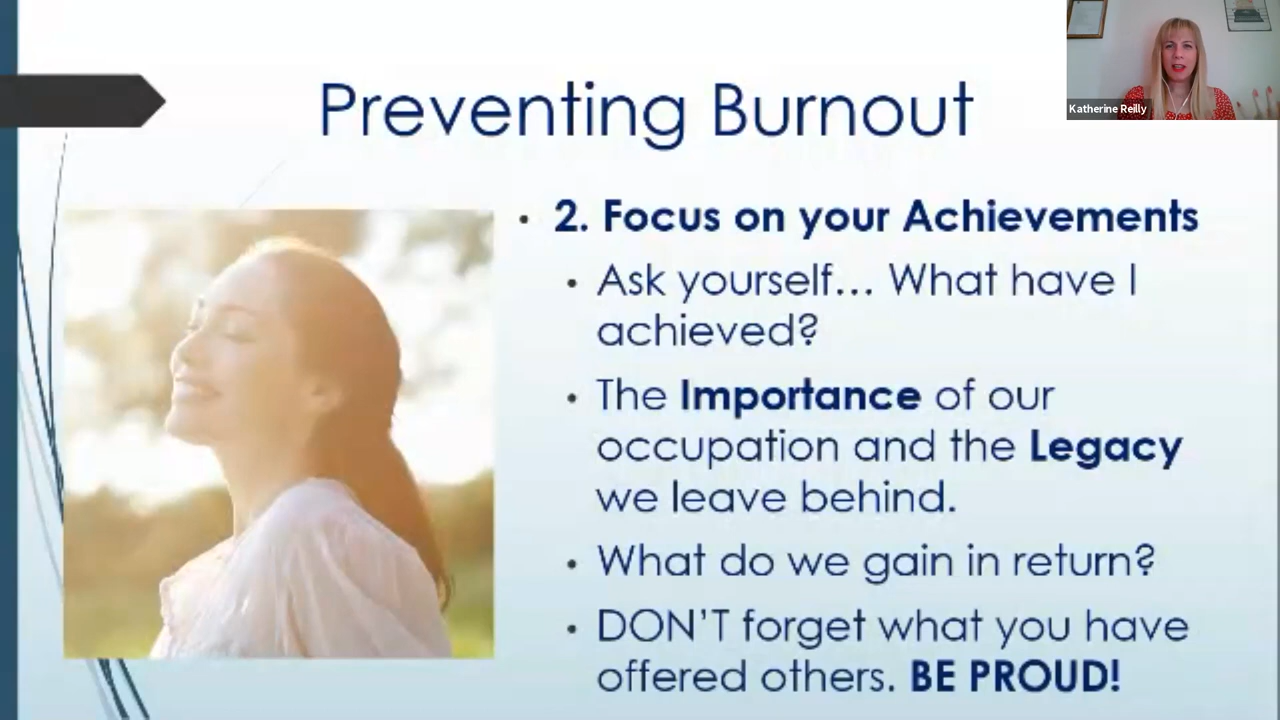 Katherine Reilly
Preventing Burnout
• 2. Focus on your Achievements
• Ask yourself... What have I
achieved?
• The Importance of our
occupation and the Legacy
we leave behind.
• What do we gain in return?
• DON'T forget what you have
offered others. BE PROUD!